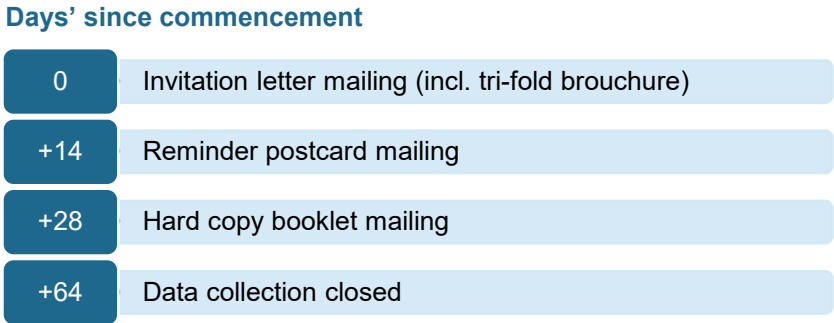 Days’ since commencement
0 Invitation letter mailing (incl. tri-fold brouchure)
+14 Reminder postcard mailing
+28 Hard copy booklet mailing
+64 Data collection closed